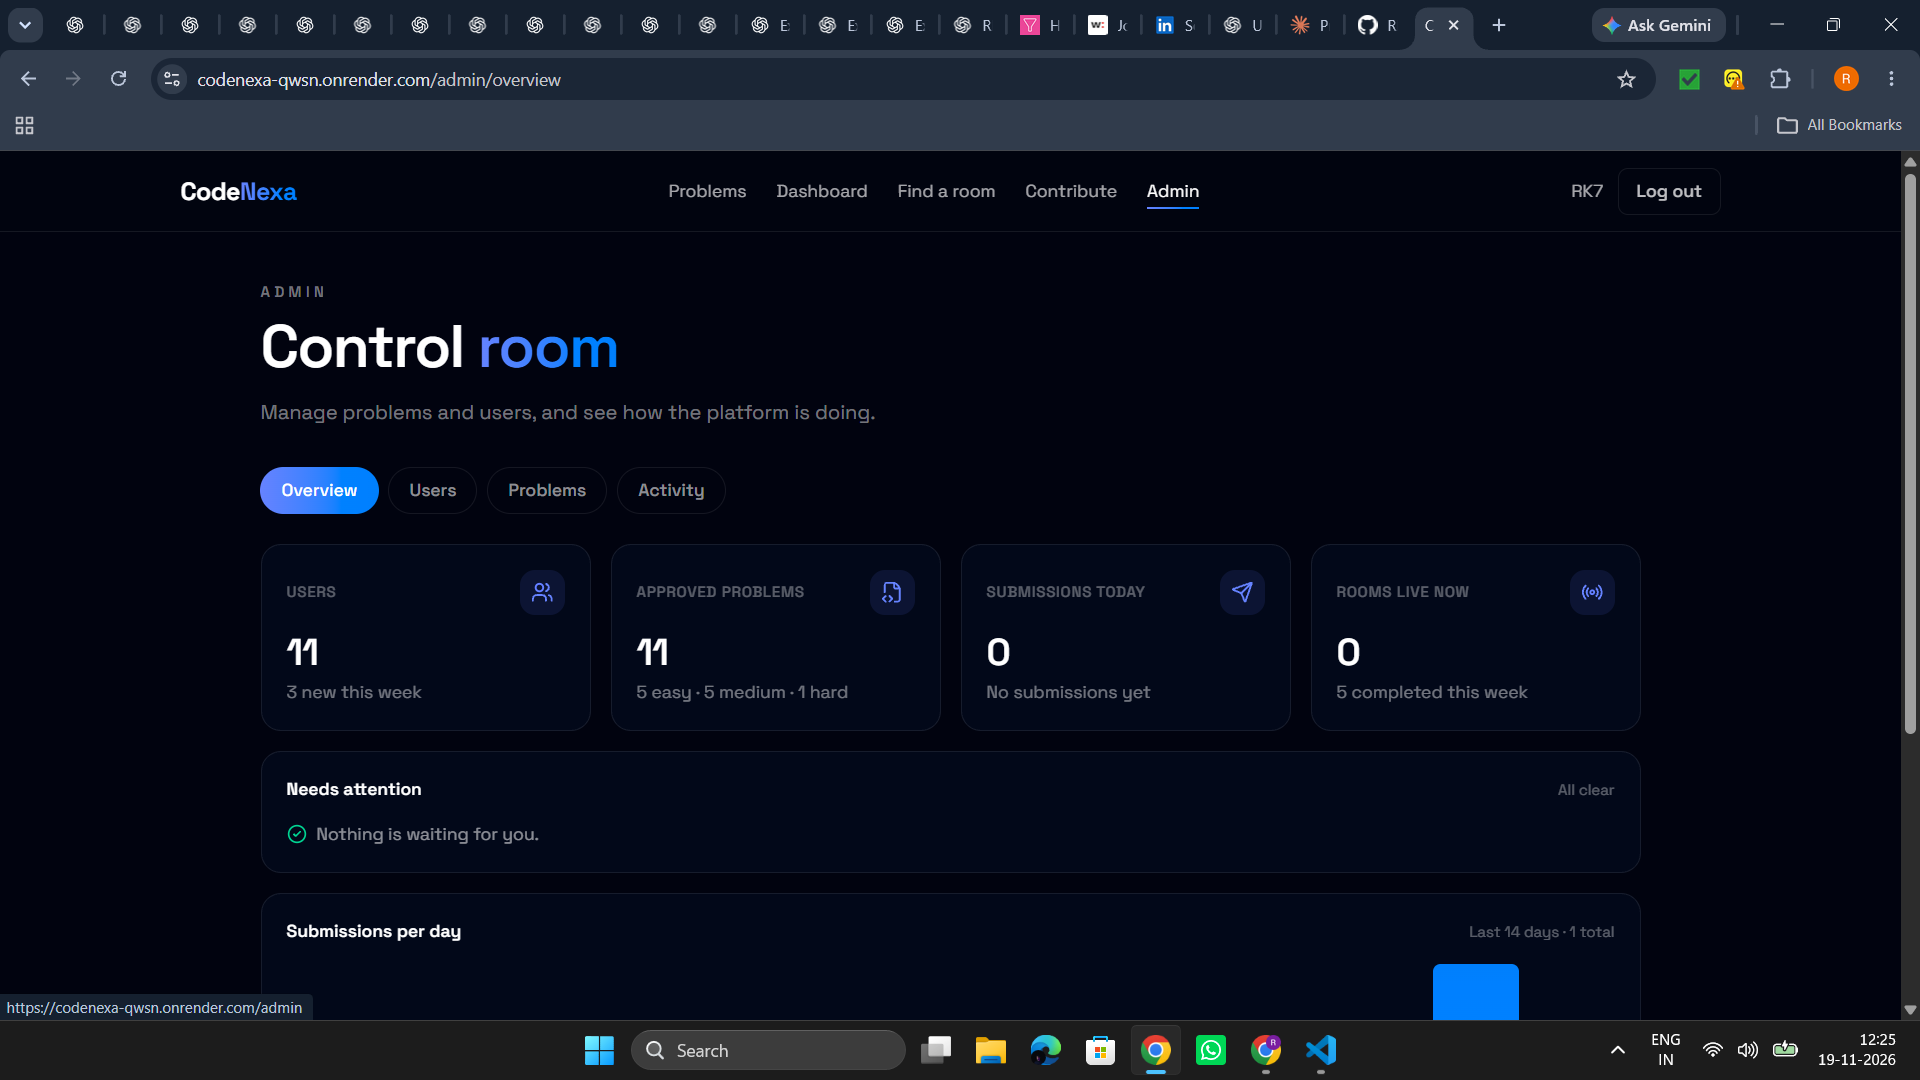 E
E
E
R
H
w: Jo
in S
U
P
R
C
Ask Gemini
codenexa-qwsn.onrender.com/admin/overview
R
All Bookmarks
CodeNexa
Problems
Dashboard
Find a room
Contribute
Admin
RK7
Log out
ADMIN
Control room
Manage problems and users, and see how the platform is doing.
Overview
Users
Problems
Activity
USERS
11
3 new this week
APPROVED PROBLEMS
11
5 easy · 5 medium · 1 hard
SUBMISSIONS TODAY
0
No submissions yet
ROOMS LIVE NOW
0
5 completed this week
Needs attention
All clear
Nothing is waiting for you.
Submissions per day
Last 14 days · 1 total
https://codenexa-qwsn.onrender.com/admin
Search
R
ENG
IN
12:25
19-11-2026